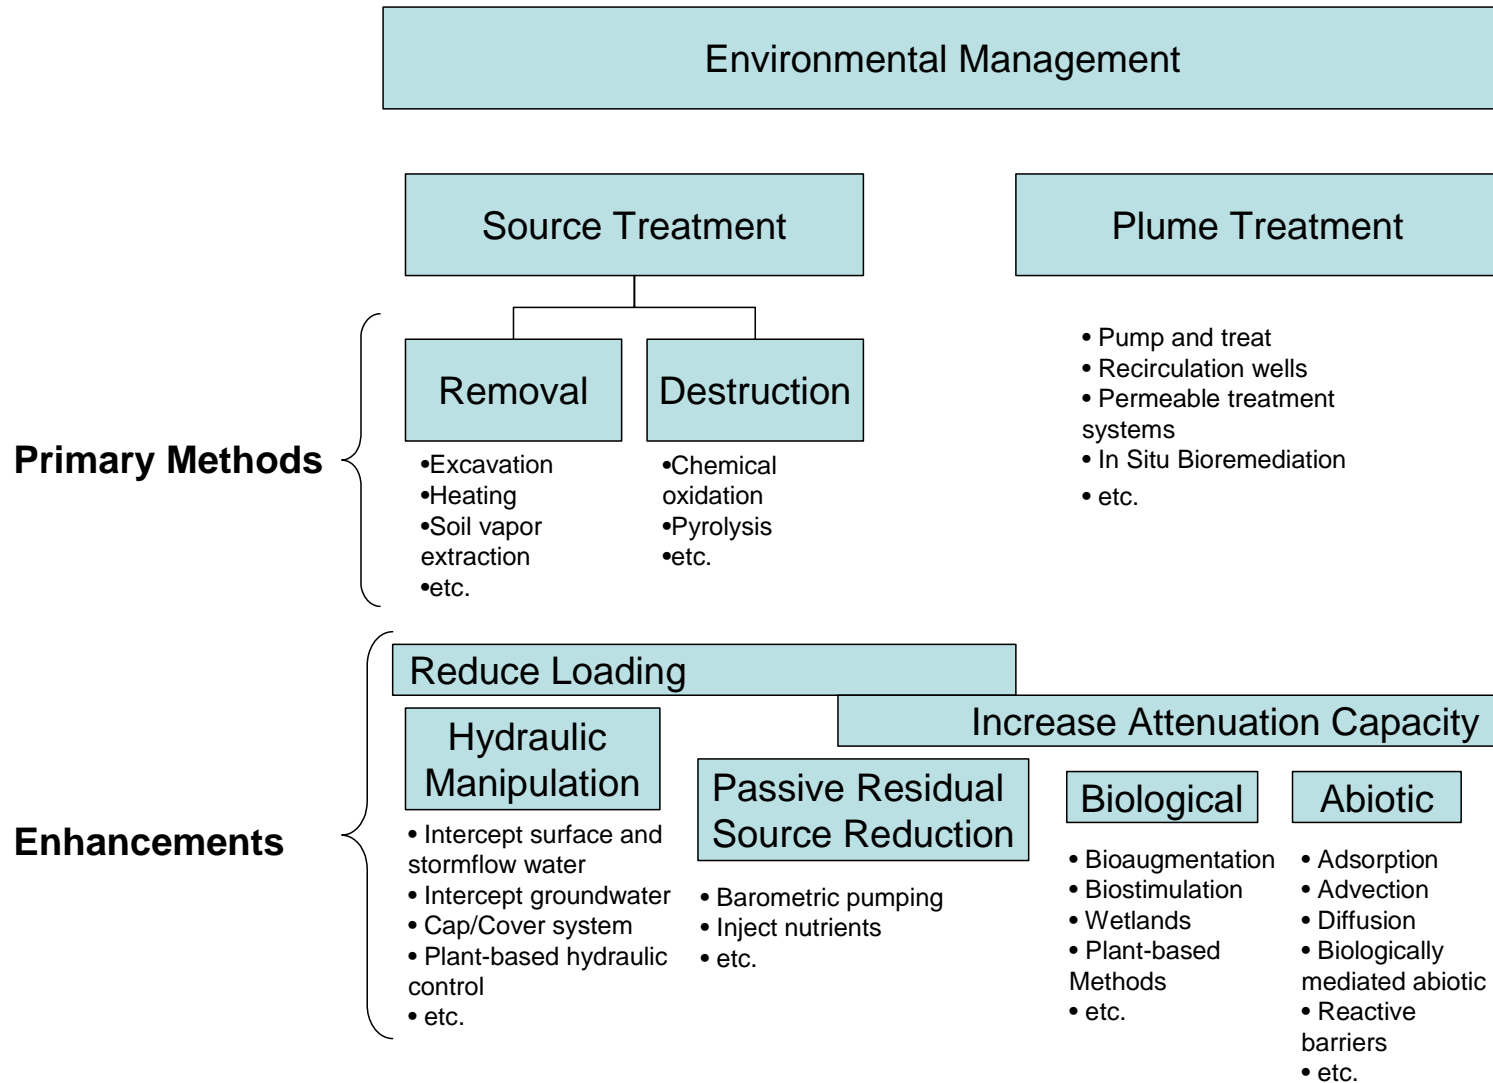 Environmental Management
Source Treatment
Plume Treatment
Primary Methods
Removal
•Excavation
•Heating
•Soil vapor
extraction
•etc.
Destruction
•Chemical
oxidation
•Pyrolysis
•etc.
• Pump and treat
• Recirculation wells
• Permeable treatment
systems
• In Situ Bioremediation
• etc.
Enhancements
Reduce Loading
Increase Attenuation Capacity
Hydraulic
Manipulation
• Intercept surface and
stormflow water
• Intercept groundwater
• Cap/Cover system
• Plant-based hydraulic
control
• etc.
Passive Residual
Source Reduction
• Barometric pumping
• Inject nutrients
• etc.
Biological
• Bioaugmentation
• Biostimulation
• Wetlands
• Plant-based
Methods
• etc.
Abiotic
• Adsorption
• Advection
• Diffusion
• Biologically
mediated abiotic
• Reactive
barriers
• etc.